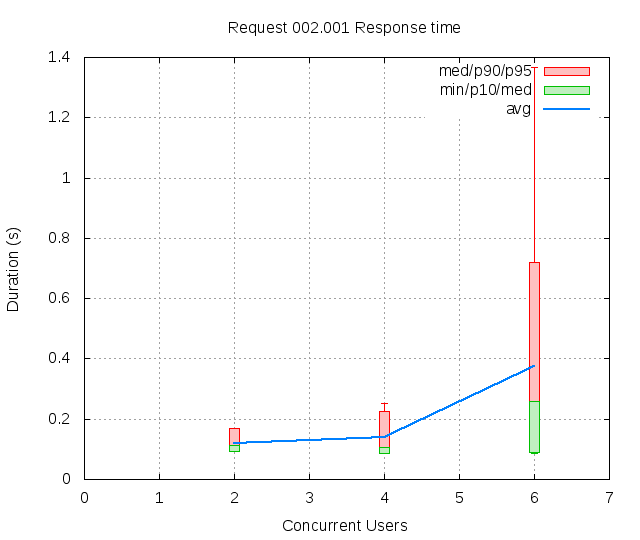 Request 002.001 Response time
med/p90/p95
min/p10/med
avg
1.4
1.2
1
0.8
0.6
0.4
0.2
0
Duration (s)
0 1 2 3 4 5 6 7
Concurrent Users